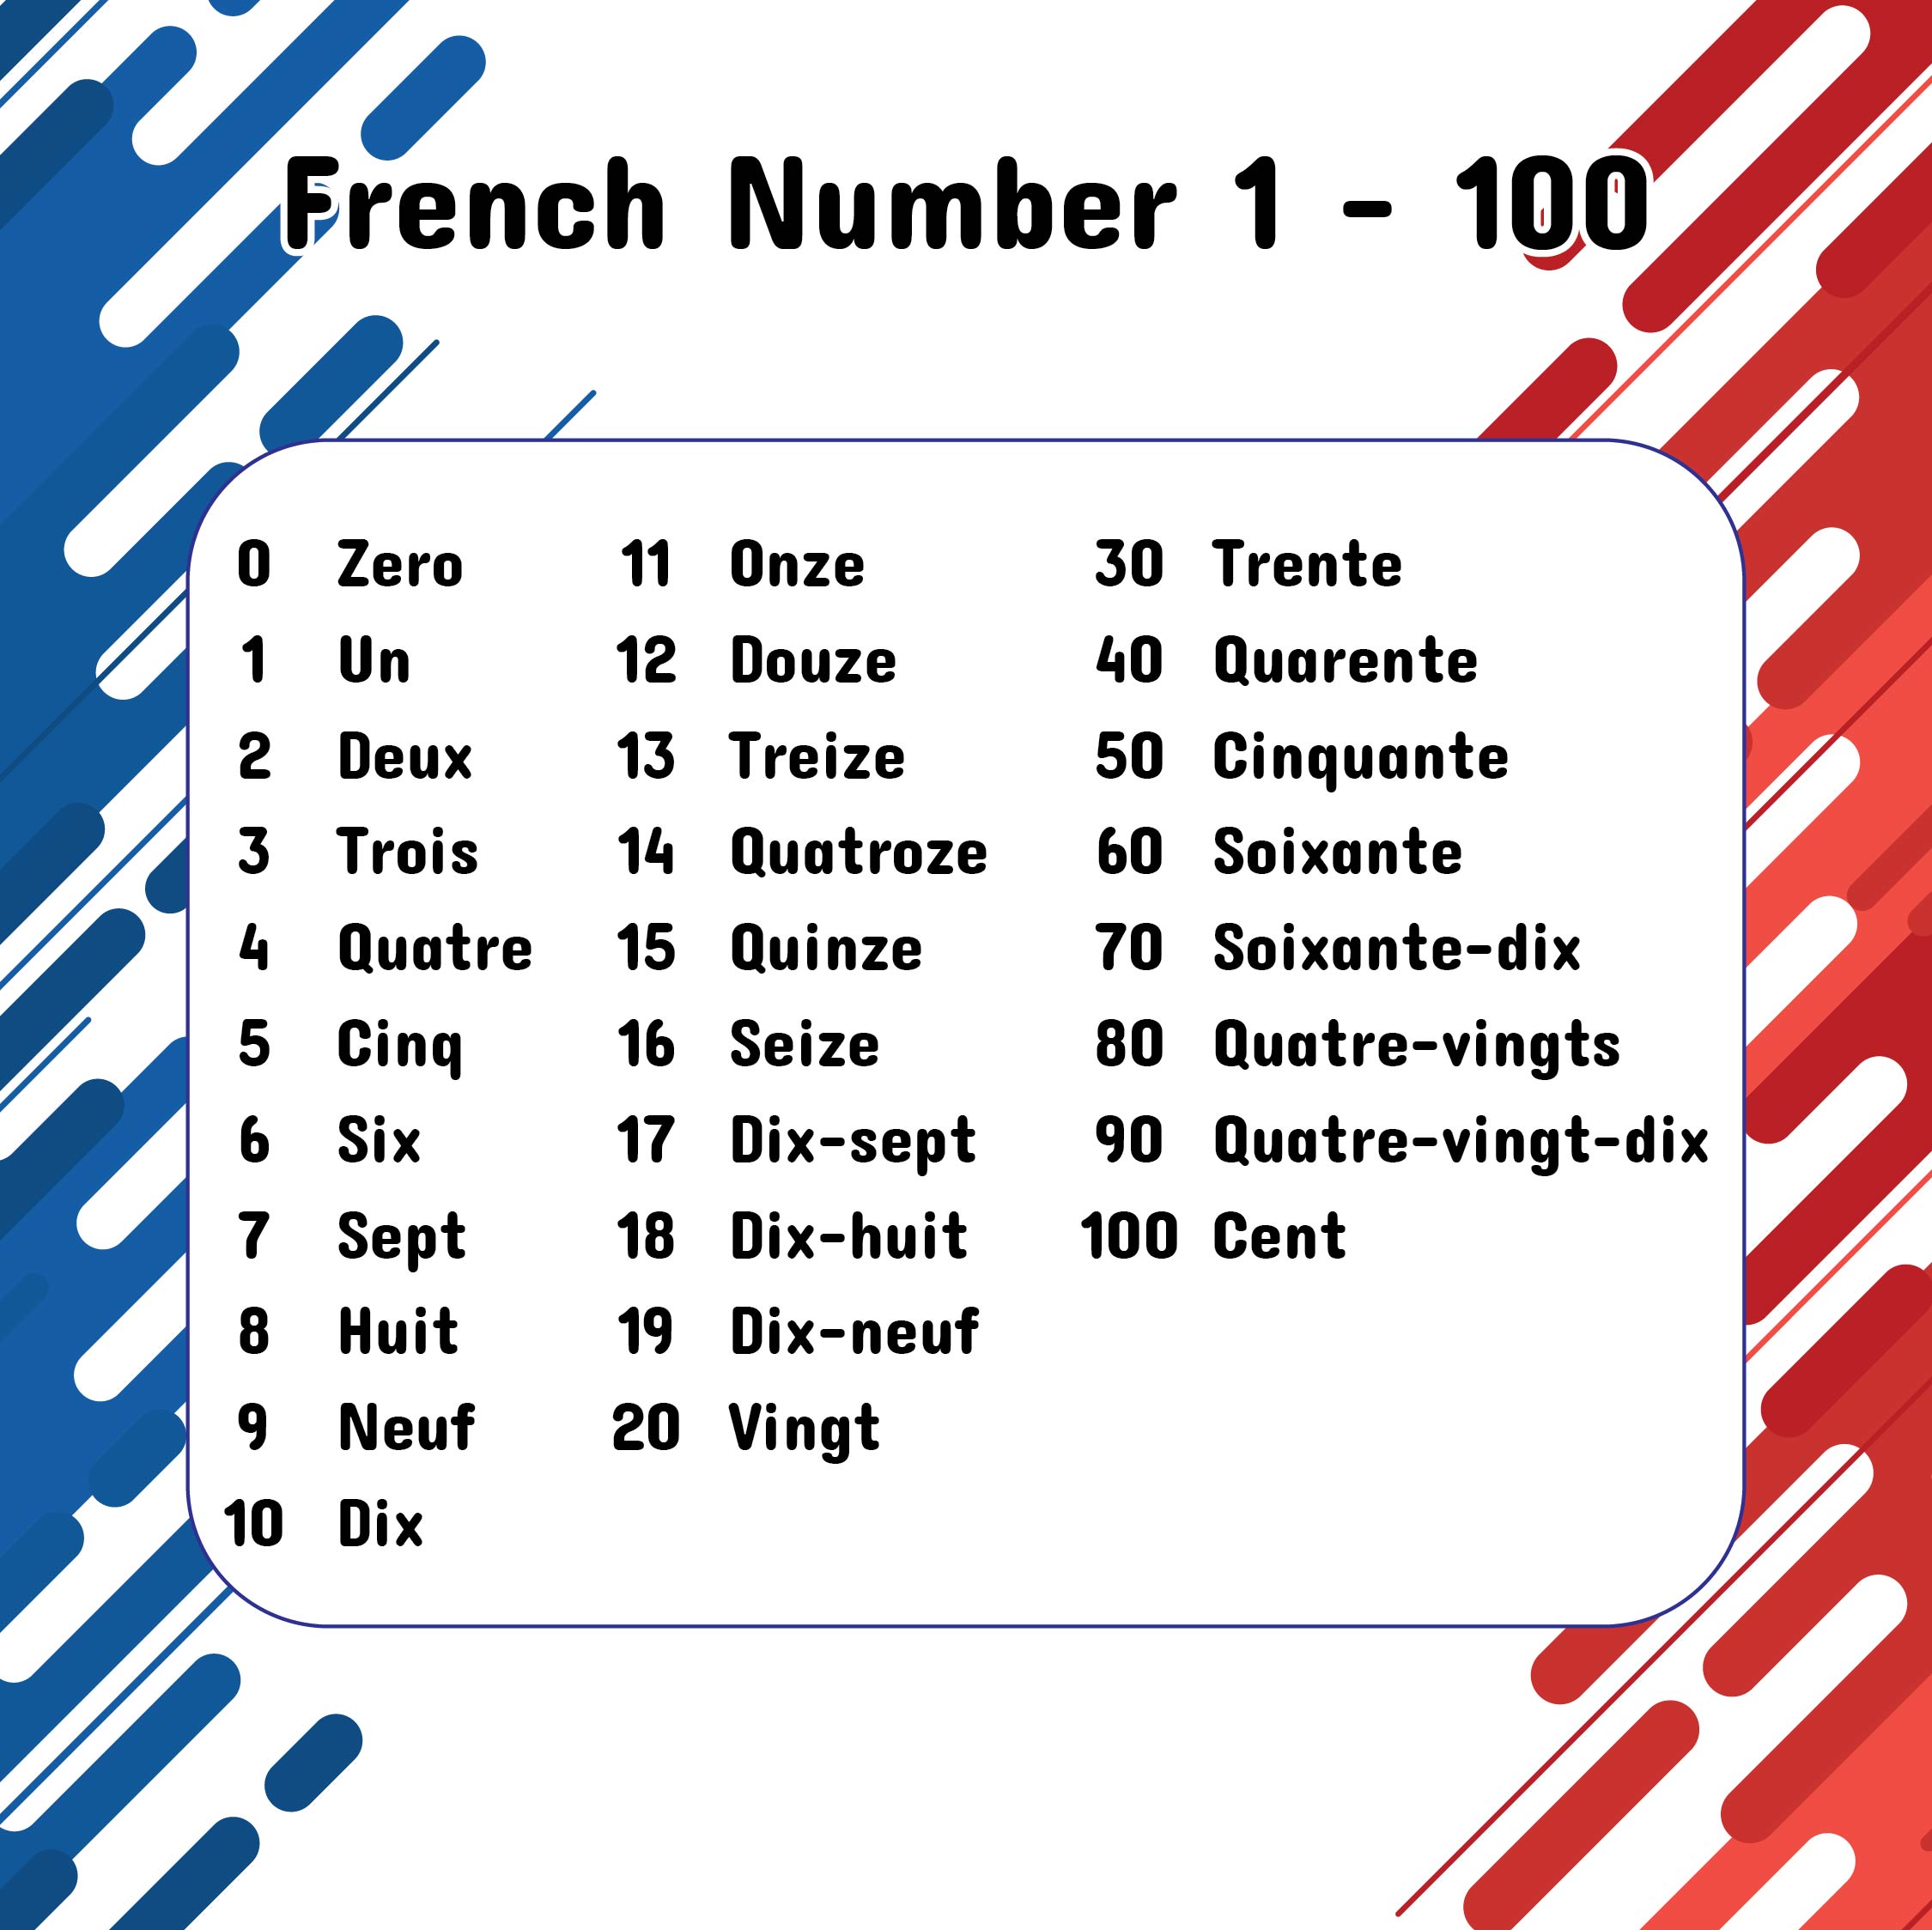 French Number 1 - 100
0 Zero
1 Un
2 Deux
3 Trois
4 Quatre
5 Cinq
6 Six
7 Sept
8 Huit
9 Neuf
10 Dix
11 Onze
12 Douze
13 Treize
14 Quatroze
15 Quinze
16 Seize
17 Dix-sept
18 Dix-huit
19 Dix-neuf
20 Vingt
30 Trente
40 Quarente
50 Cinquante
60 Soixante
70 Soixante-dix
80 Quatre-vingts
90 Quatre-vingt-dix
100 Cent